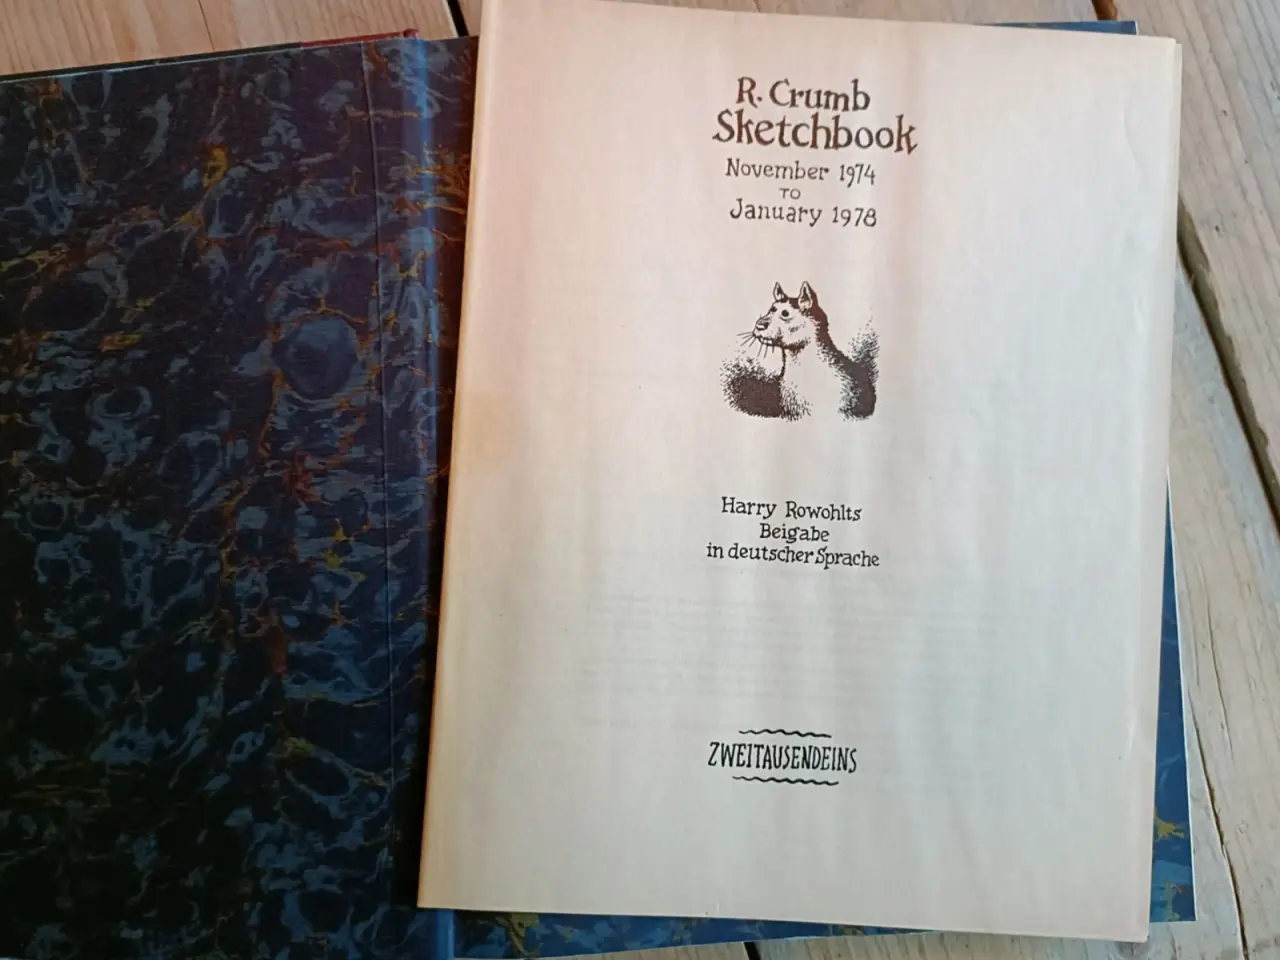 R. Crumb
Sketchbook
November 1974
TO
January 1978
Harry Rowohlts
Beigabe
in deutscher Sprache
ZWEITAUSENDEINS